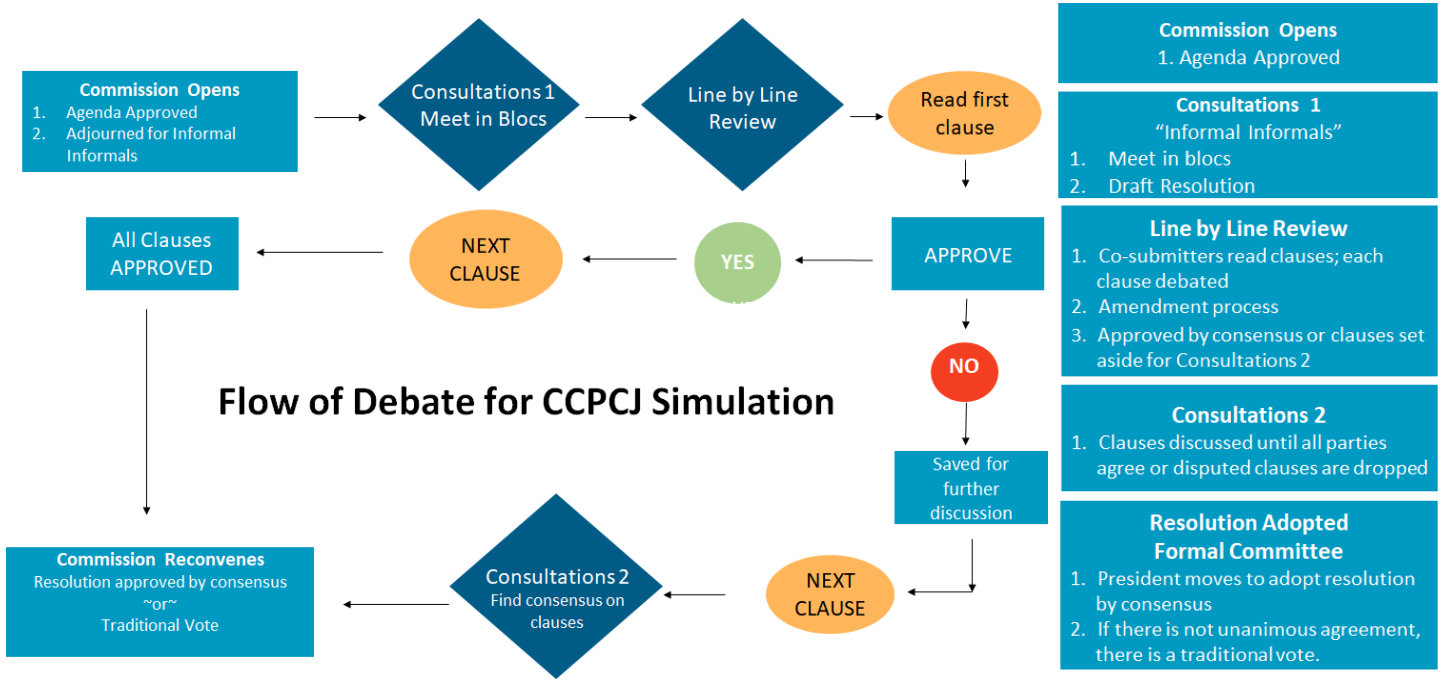 Commission Opens
1. Agenda Approved
2. Adjourned for Informal
Informals
Consultations 1
Meet in Blocs
Line by Line
Review
Read first
clause
APPROVE
YES
NEXT
CLAUSE
All Clauses
APPROVED
NO
Saved for
further
discussion
NEXT
CLAUSE
Consultations 2
Find consensus on
clauses
Commission Reconvenes
Resolution approved by consensus
~or~
Traditional Vote
Flow of Debate for CCPCJ Simulation
Commission Opens
1. Agenda Approved
Consultations 1
“Informal Informals”
1. Meet in blocs
2. Draft Resolution
Line by Line Review
1. Co-submitters read clauses; each
clause debated
2. Amendment process
3. Approved by consensus or clauses set
aside for Consultations 2
Consultations 2
1. Clauses discussed until all parties
agree or disputed clauses are dropped
Resolution Adopted
Formal Committee
1. President moves to adopt resolution
by consensus
2. If there is not unanimous agreement,
there is a traditional vote.